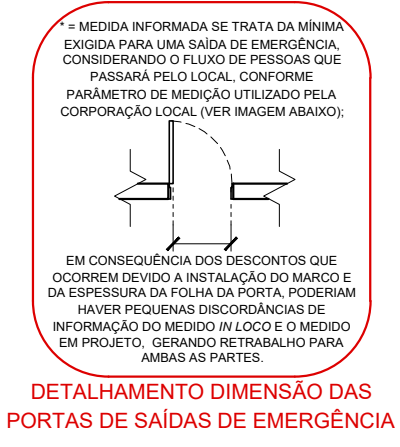 * = MEDIDA INFORMADA SE TRATA DA MÍNIMA
EXIGIDA PARA UMA SAÌDA DE EMERGÊNCIA,
CONSIDERANDO O FLUXO DE PESSOAS QUE
PASSARÁ PELO LOCAL, CONFORME
PARÂMETRO DE MEDIÇÃO UTILIZADO PELA
CORPORAÇÃO LOCAL (VER IMAGEM ABAIXO);
EM CONSEQUÊNCIA DOS DESCONTOS QUE
OCORREM DEVIDO A INSTALAÇÃO DO MARCO E
DA ESPESSURA DA FOLHA DA PORTA, PODERIAM
HAVER PEQUENAS DISCORDÂNCIAS DE
INFORMAÇÃO DO MEDIDO IN LOCO E O MEDIDO
EM PROJETO, GERANDO RETRABALHO PARA
AMBAS AS PARTES.
DETALHAMENTO DIMENSÃO DAS
PORTAS DE SAÍDAS DE EMERGÊNCIA